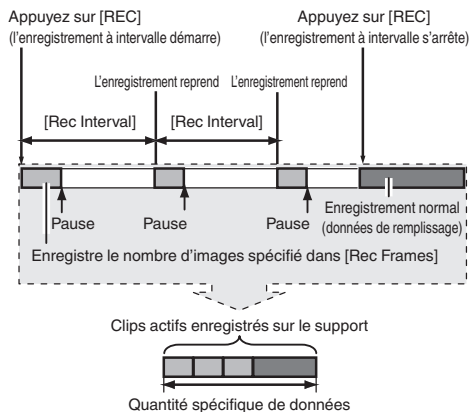 Appuyez sur [REC]
(l'enregistrement à intervalle démarre)
Appuyez sur [REC]
(l'enregistrement à intervalle s'arrête)
L'enregistrement reprend
L'enregistrement reprend
[Rec Interval]
[Rec Interval]
Pause
Pause
Pause
Enregistrement normal
(données de remplissage)
Enregistre le nombre d'images spécifié dans [Rec Frames]
Clips actifs enregistrés sur le support
Quantité spécifique de données